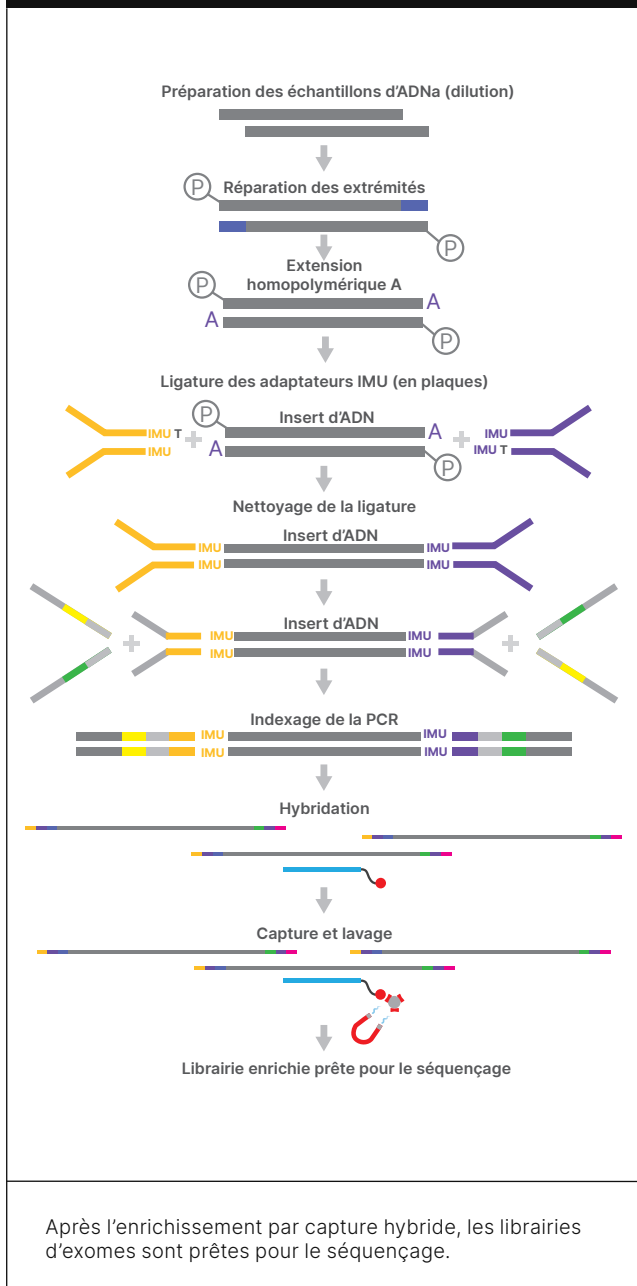 Préparation des échantillons d'ADNa (dilution)
P
Réparation des extrémités
P
Extension
homopolymérique A
P
A
A
P
Ligature des adaptateurs IMU (en plaques)
P
Insert d'ADN
IMU T
A
IMU
IMU
A
P
IMU T
Nettoyage de la ligature
Insert d'ADN
IMU
IMU
IMU
IMU
Insert d'ADN
IMU
IMU
IMU
IMU
Indexage de la PCR
IMU
IMU
IMU
IMU
Hybridation
Capture et lavage
Librairie enrichie prête pour le séquençage
Après l'enrichissement par capture hybride, les librairies
d'exomes sont prêtes pour le séquençage.